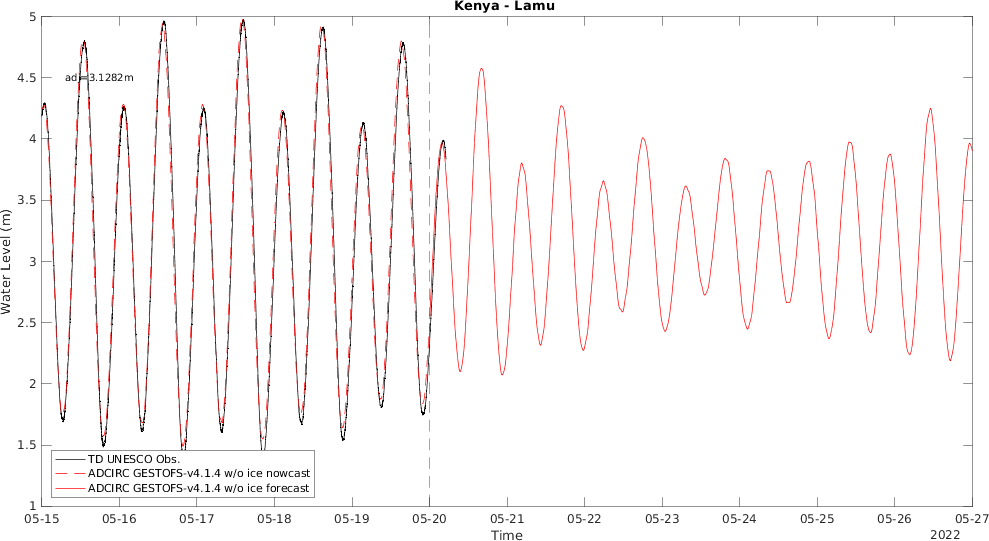 Kenya - Lamu
5
4.5
4
3.5
3
2.5
2
1.5
1
Water Level (m)
adj=3.1282m
TD UNESCO Obs.
ADCIRC GESTOFS-v4.1.4 w/o ice nowcast
ADCIRC GESTOFS-v4.1.4 w/o ice forecast
05-15 05-16 05-17 05-18 05-19 05-20 05-21 05-22 05-23 05-24 05-25 05-26 05-27
Time
2022